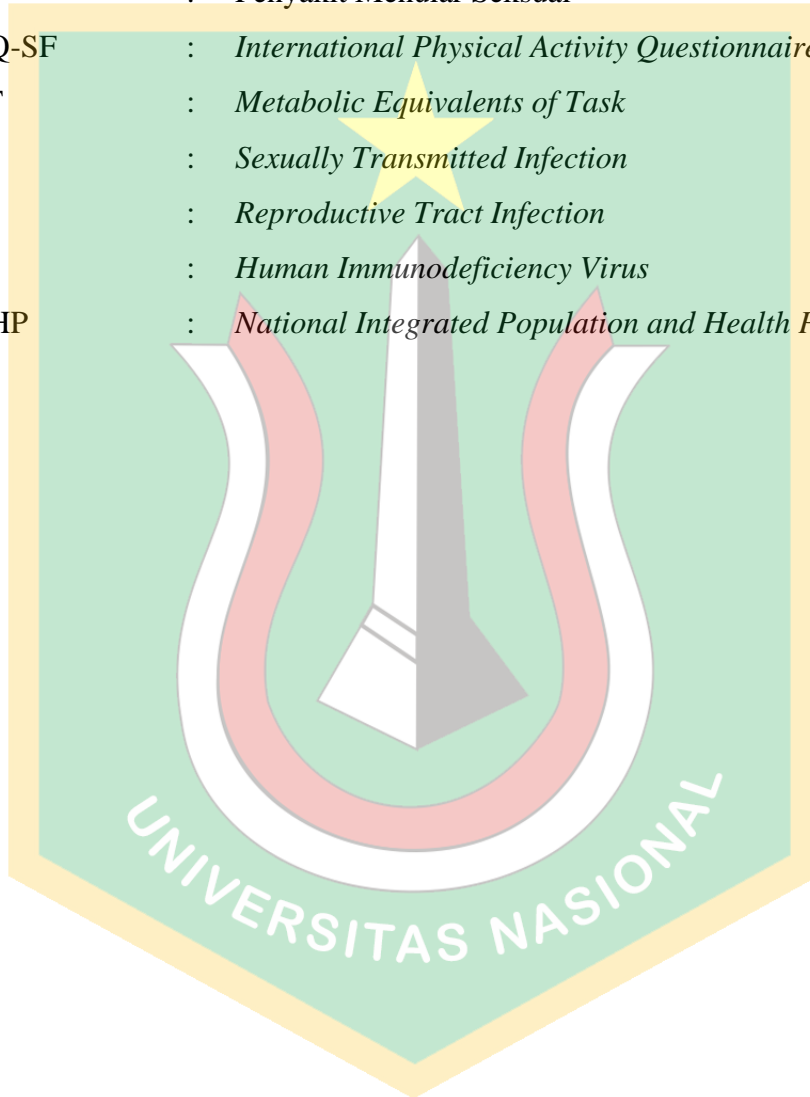 : Penyakit Menular Seksual
Q-SF : International Physical Activity Questionnaire
: Metabolic Equivalents of Task
: Sexually Transmitted Infection
: Reproductive Tract Infection
: Human Immunodeficiency Virus
HP : National Integrated Population and Health
UNIVERSITAS NASIONAL